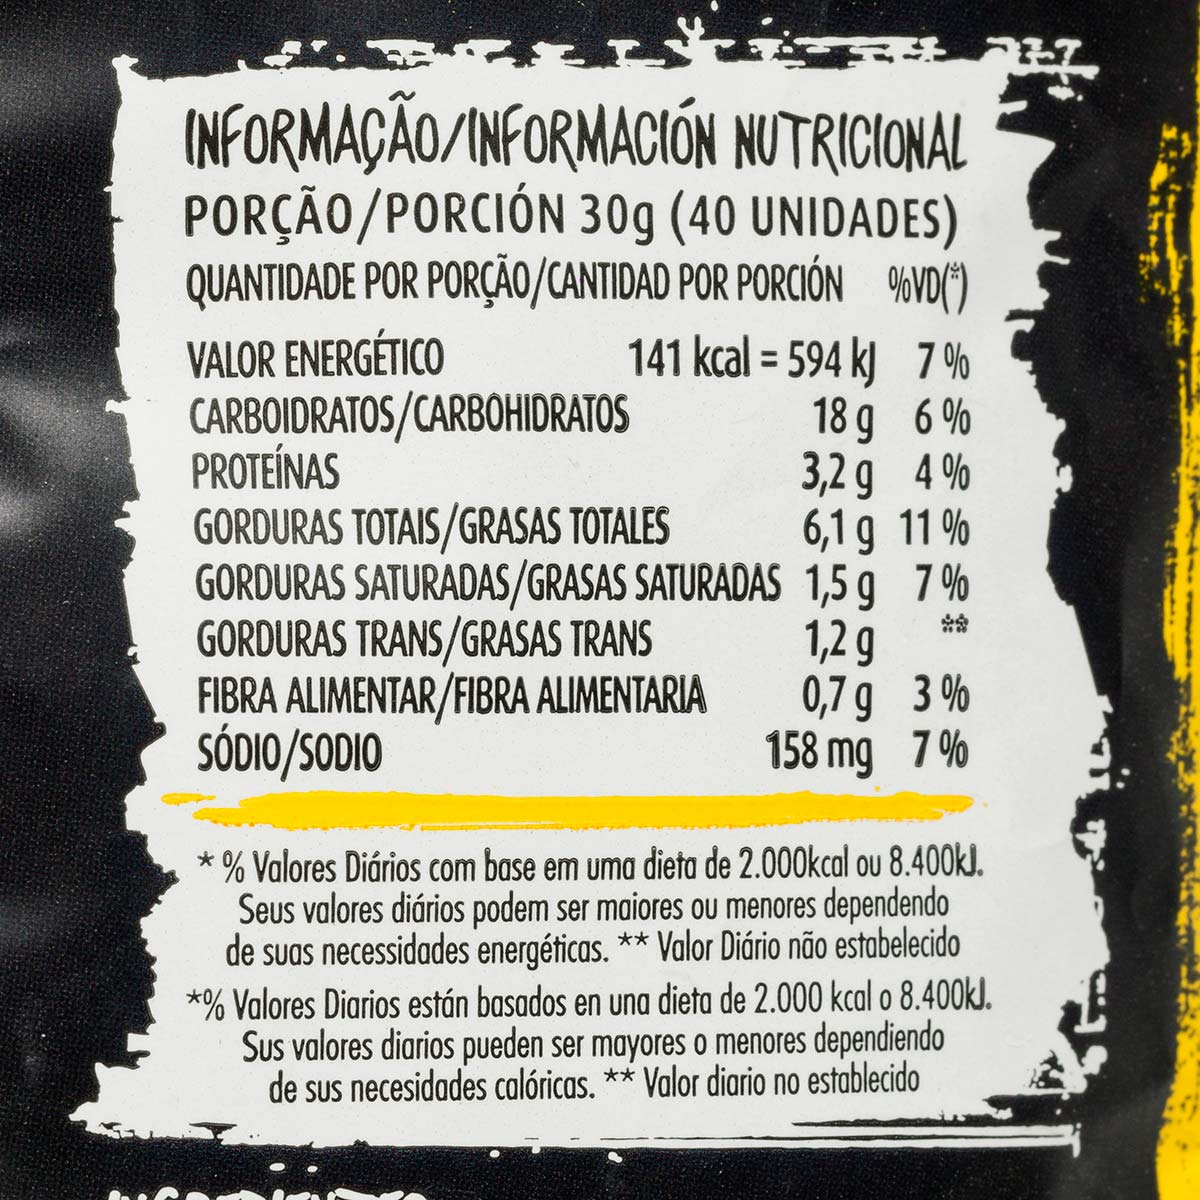 INFORMAÇÃO/INFORMACIÓN NUTRICIONAL
PORÇÃO/PORCIÓN 30g (40 UNIDADES)
QUANTIDADE POR PORÇÃO/CANTIDAD POR PORCIÓN %VD(*)
VALOR ENERGÉTICO 141 kcal = 594 kJ 7 %
CARBOIDRATOS/CARBOHIDRATOS 18 g 6 %
PROTEÍNAS 3,2 g 4 %
GORDURAS TOTAIS/GRASAS TOTALES 6,1 g 11 %
GORDURAS SATURADAS/GRASAS SATURADAS 1,5 g 7 %
GORDURAS TRANS/GRASAS TRANS 1,2 g **
FIBRA ALIMENTAR/FIBRA ALIMENTARIA 0,7 g 3 %
SÓDIO/SODIO 158 mg 7 %
* % Valores Diários com base em uma dieta de 2.000kcal ou 8.400kJ.
Seus valores diários podem ser maiores ou menores dependendo
de suas necessidades energéticas. ** Valor Diário não estabelecido
*% Valores Diarios están basados en una dieta de 2.000 kcal o 8.400kJ.
Sus valores diarios pueden ser mayores o menores dependiendo
de sus necesidades calóricas. ** Valor diario no establecido